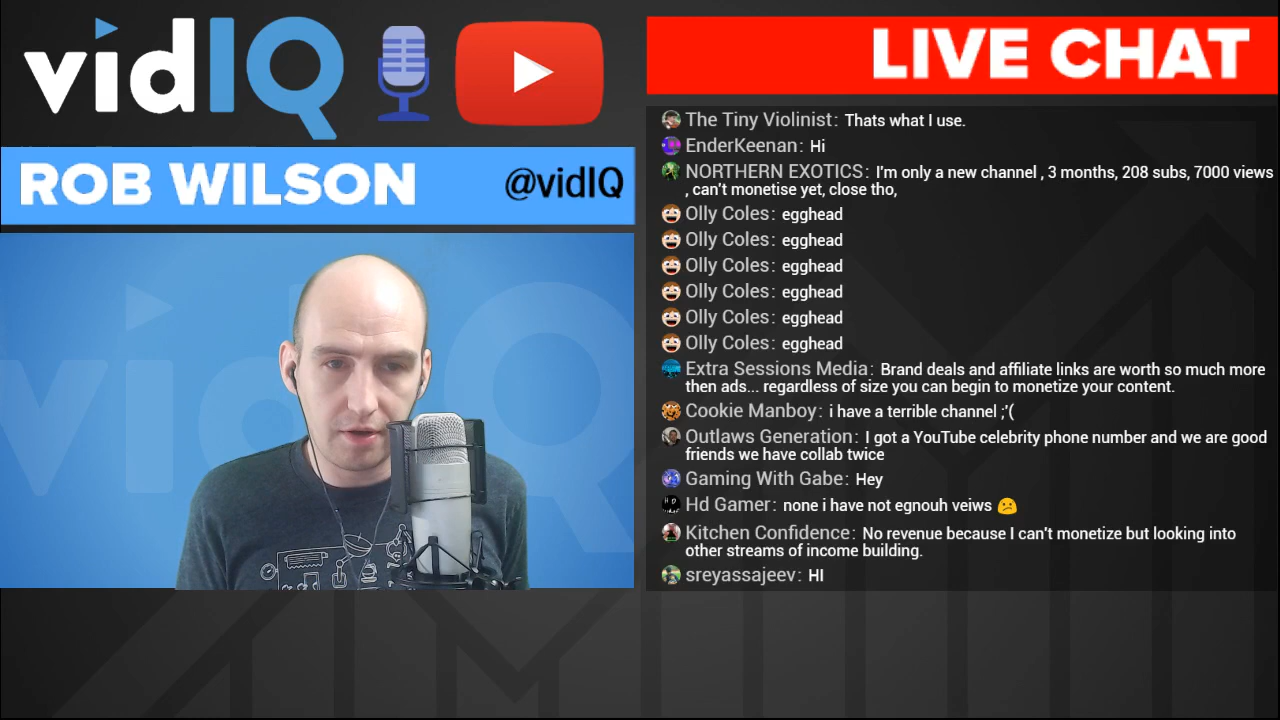 vidIQ
LIVE CHAT
ROB WILSON
@vidIQ
The Tiny Violinist: Thats what I use.
EnderKeenan: Hi
NORTHERN EXOTICS: I'm only a new channel , 3 months, 208 subs, 7000 views
, can't monetise yet, close tho,
Olly Coles: egghead
Olly Coles: egghead
Olly Coles: egghead
Olly Coles: egghead
Olly Coles: egghead
Olly Coles: egghead
Extra Sessions Media: Brand deals and affiliate links are worth so much more
then ads... regardless of size you can begin to monetize your content.
Cookie Manboy: i have a terrible channel ;'(
Outlaws Generation: I got a YouTube celebrity phone number and we are good
friends we have collab twice
Gaming With Gabe: Hey
Hd Gamer: none i have not egnouh veiws 😕
Kitchen Confidence: No revenue because I can't monetize but looking into
other streams of income building.
sreyassajeev: HI